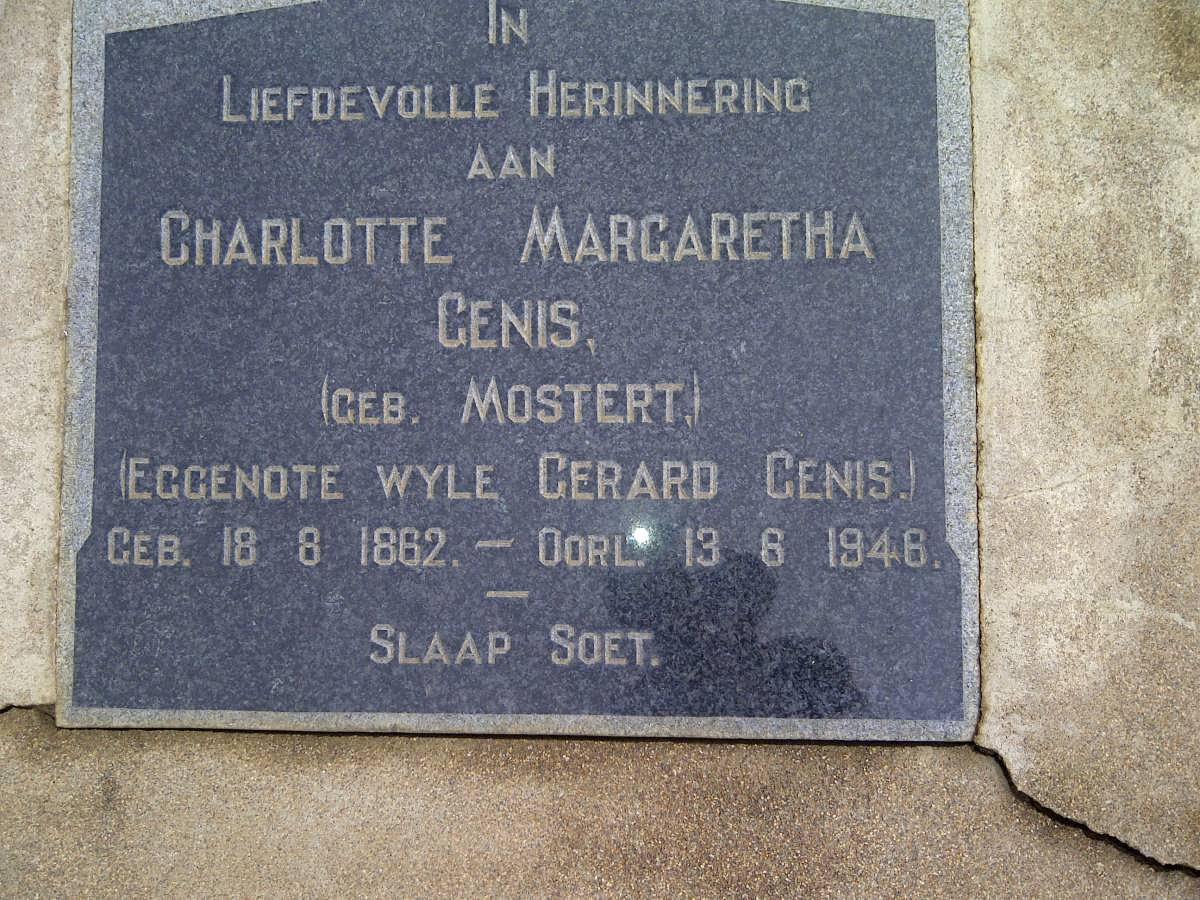 IN
LIEFDEVOLLE HERINNERING
AAN
CHARLOTTE MARGARETHA
GENIS,
(GEB. MOSTERT,)
(EGGENOTE WYLE GERARD GENIS.)
GEB. 18 8 1862. — OORL. 13 6 1946.
—
SLAAP SOET.